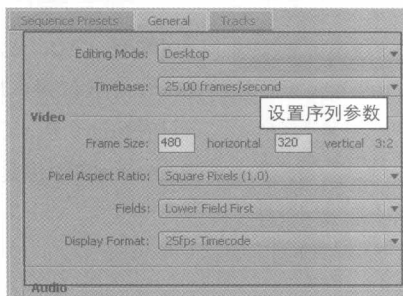 Sequence Presets General Tracks
Editing Mode: Desktop
Timebase: 25.00 frames/second
设置序列参数
Video
Frame Size: 480 horizontal 320 vertical 3:2
Pixel Aspect Ratio: Square Pixels (1.0)
Fields: Lower Field First
Display Format: 25fps Timecode
Audio